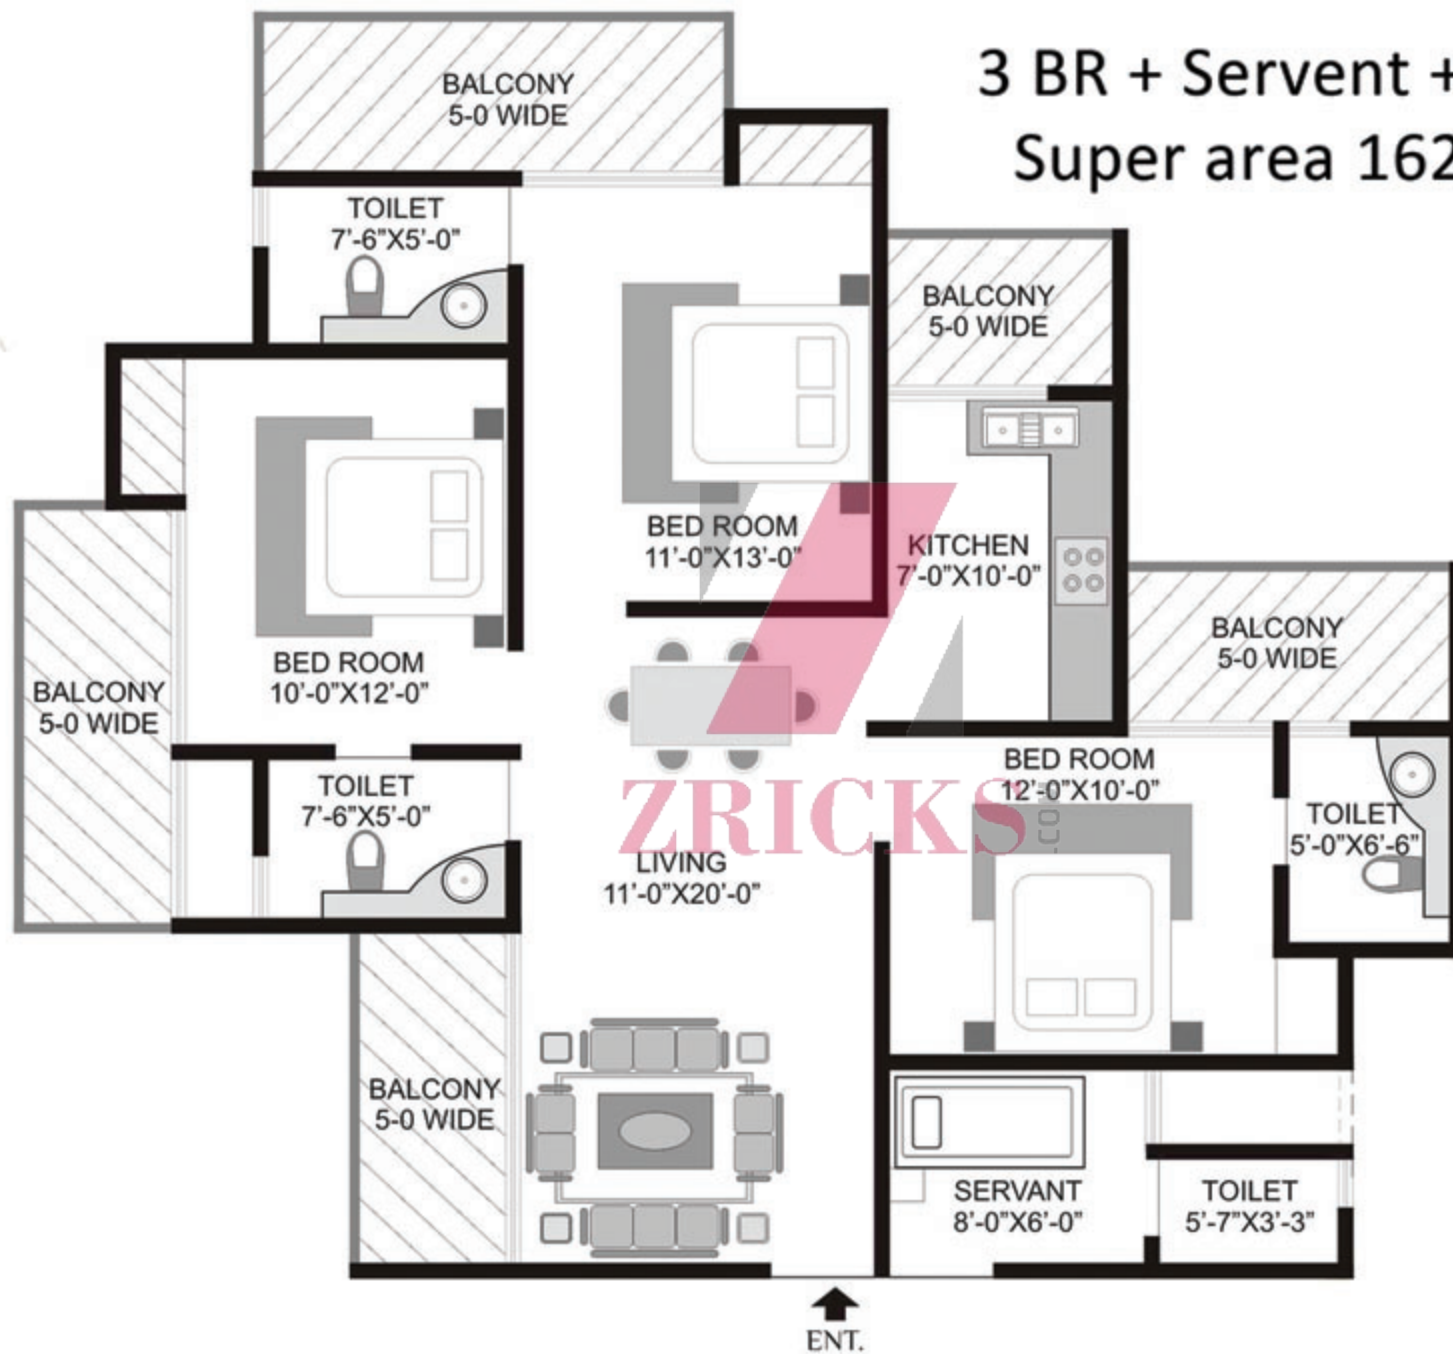 3 BR + Servent +
Super area 162
BALCONY
5-0 WIDE
TOILET
7'-6"X5'-0"
BALCONY
5-0 WIDE
BED ROOM
11'-0"X13'-0"
KITCHEN
7'-0"X10'-0"
BALCONY
5-0 WIDE
BED ROOM
10'-0"X12'-0"
BALCONY
5-0 WIDE
TOILET
7'-6"X5'-0"
BED ROOM
12'-0"X10'-0"
TOILET
5'-0"X6'-6"
ZRICKS
LIVING
11'-0"X20'-0"
BALCONY
5-0 WIDE
SERVANT
8'-0"X6'-0"
TOILET
5'-7"X3'-3"
ENT.